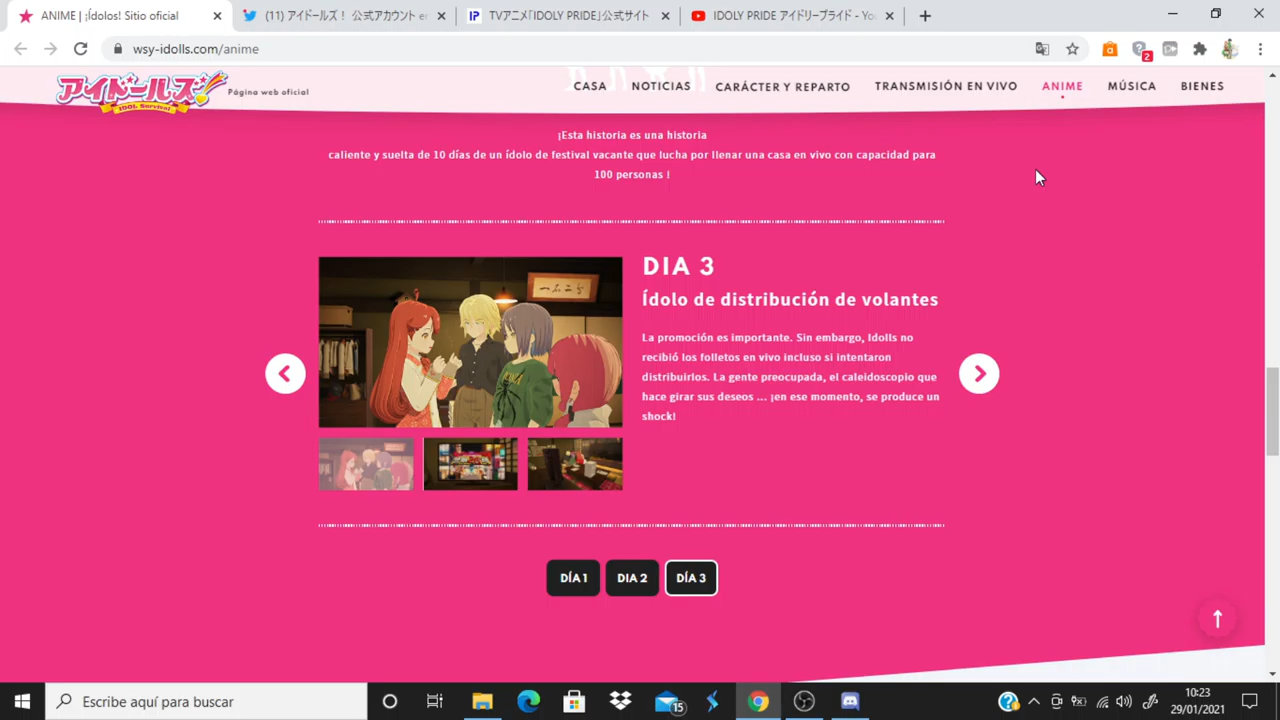 ANIME | ¡ídolos! Sitio oficial
(11) アイドールズ！ 公式アカウント en
TVアニメ「IDOLY PRIDE」公式サイト
IDOLY PRIDE アイドリープライド - You
wsy-idolls.com/anime
2
アイドールズ!
IDOL Survival
Página web oficial
CASA
NOTICIAS
CARÁCTER Y REPARTO
TRANSMISIÓN EN VIVO
ANIME
MÚSICA
BIENES
¡Esta historia es una historia
caliente y suelta de 10 días de un ídolo de festival vacante que lucha por llenar una casa en vivo con capacidad para
100 personas !
DIA 3
Ídolo de distribución de volantes
La promoción es importante. Sin embargo, Idolls no
recibió los folletos en vivo incluso si intentaron
distribuirlos. La gente preocupada, el caleidoscopio que
hace girar sus deseos ... ¡en ese momento, se produce un
shock!
DÍA 1
DIA 2
DÍA 3
Escribe aquí para buscar
15
10:23
29/01/2021